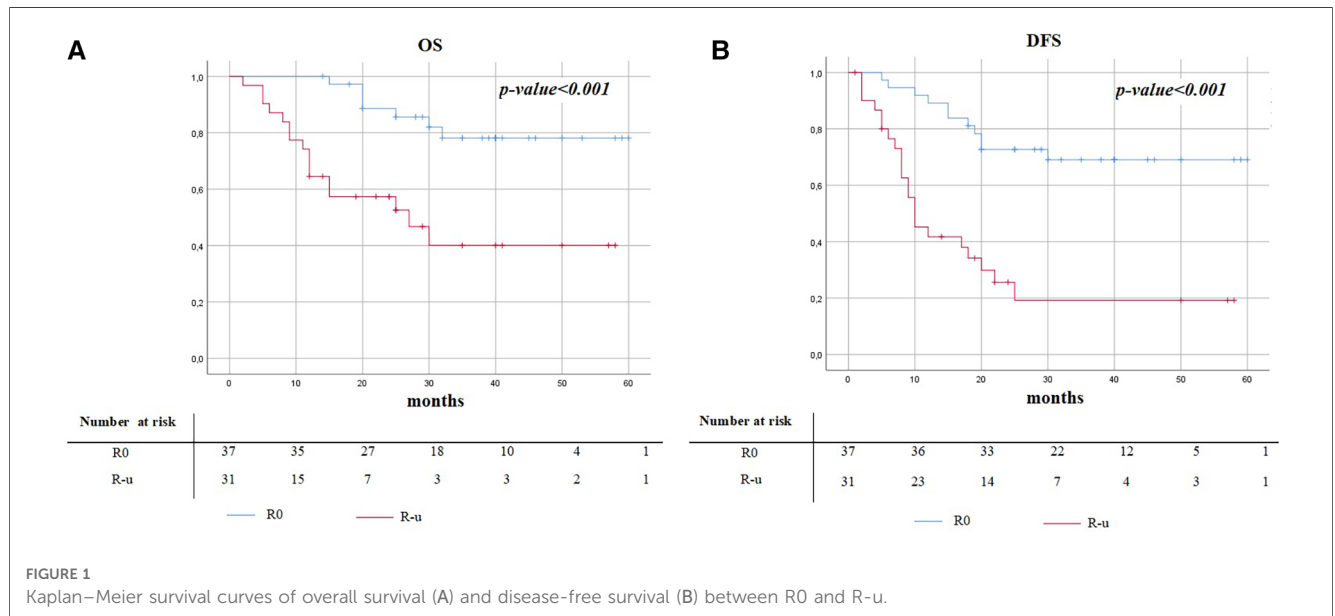 A
OS
p-value<0.001
1,0
0,8
0,6
0,4
0,2
0,0
0 10 20 30 40 50 60
months
Number at risk
R0 37 35 27 18 10 4 1
R-u 31 15 7 3 3 2 1
R0 R-u
B
DFS
p-value<0.001
1,0
0,8
0,6
0,4
0,2
0,0
0 10 20 30 40 50 60
months
Number at risk
R0 37 36 33 22 12 5 1
R-u 31 23 14 7 4 3 1
R0 R-u
FIGURE 1
Kaplan–Meier survival curves of overall survival (A) and disease-free survival (B) between R0 and R-u.